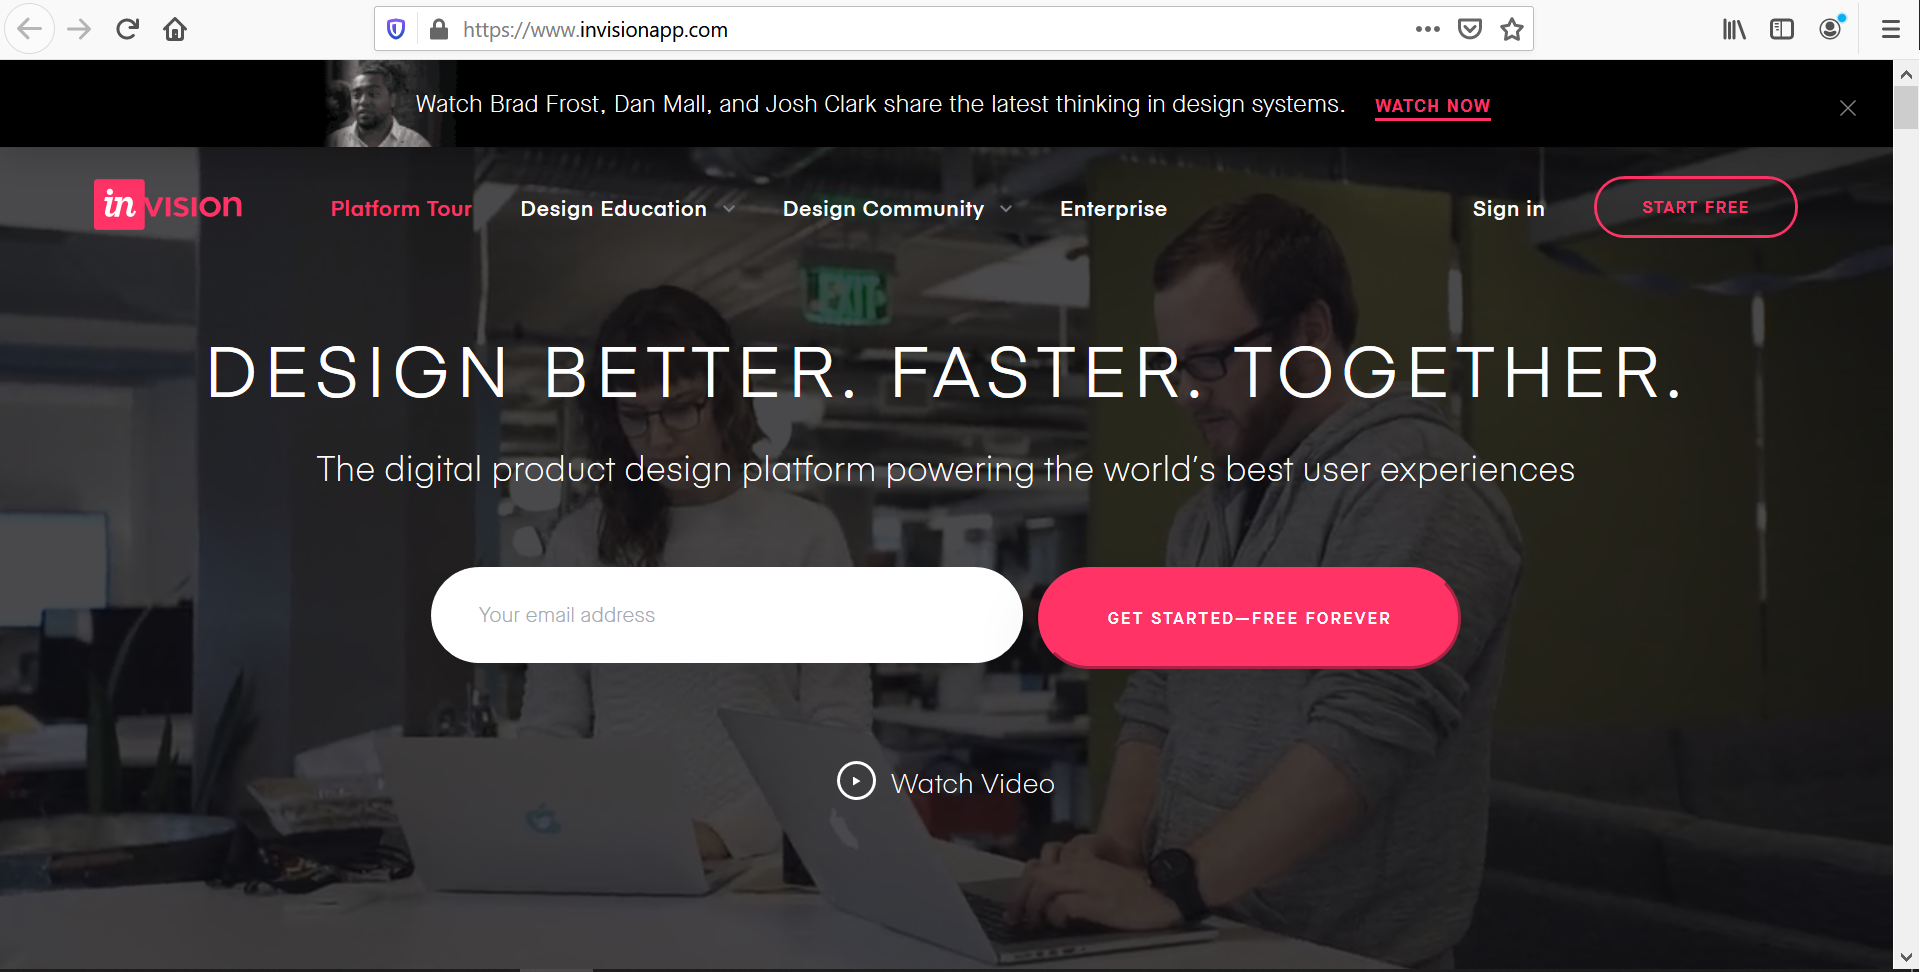 https://www.invisionapp.com
Watch Brad Frost, Dan Mall, and Josh Clark share the latest thinking in design systems. WATCH NOW
invision Platform Tour Design Education Design Community Enterprise Sign in START FREE
EXIT
DESIGN BETTER. FASTER. TOGETHER.
The digital product design platform powering the world's best user experiences
Your email address GET STARTED—FREE FOREVER
Watch Video